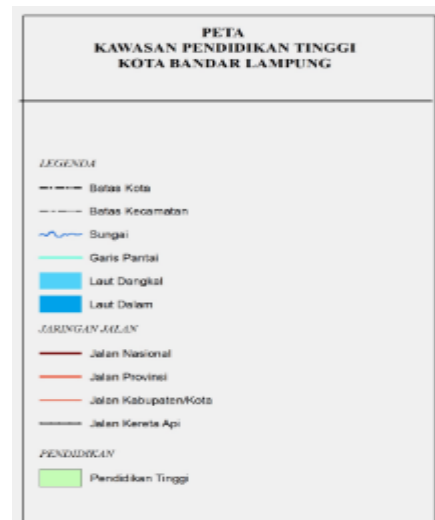 PETA
KAWASAN PENDIDIKAN TINGGI
KOTA BANDAR LAMPUNG
LEGENDA
Batas Kota
Batas Kecamatan
Sungai
Garis Pantai
Laut Dangkal
Laut Dalam
JARINGAN JALAN
Jalan Nasional
Jalan Provinsi
Jalan Kabupaten/Kota
Jalan Kereta Api
PENDIDIKAN
Pendidikan Tinggi